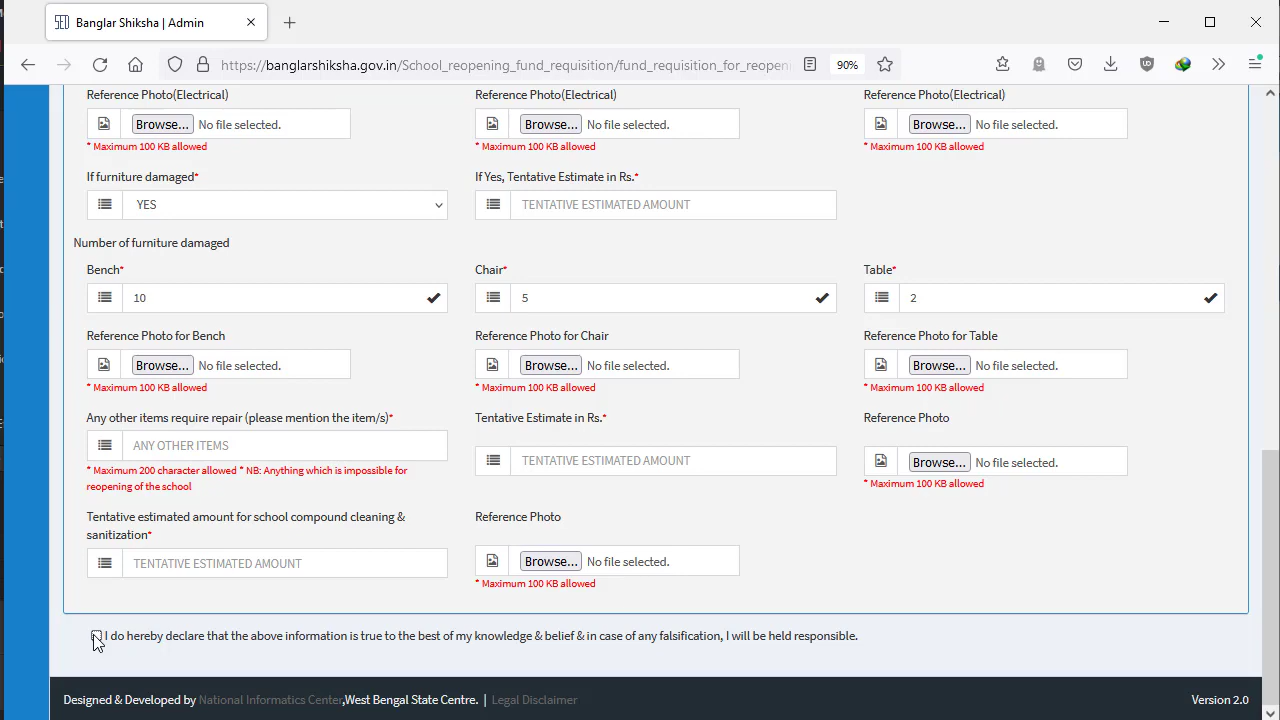 Banglar Shiksha | Admin
https://banglarshiksha.gov.in/School_reopening_fund_requisition/fund_requisition_for_reopen
90%
Reference Photo(Electrical) Reference Photo(Electrical) Reference Photo(Electrical)
Browse... No file selected. Browse... No file selected. Browse... No file selected.
* Maximum 100 KB allowed * Maximum 100 KB allowed * Maximum 100 KB allowed
If furniture damaged* If Yes, Tentative Estimate in Rs.*
YES TENTATIVE ESTIMATED AMOUNT
Number of furniture damaged
Bench* Chair* Table*
10 5 2
Reference Photo for Bench Reference Photo for Chair Reference Photo for Table
Browse... No file selected. Browse... No file selected. Browse... No file selected.
* Maximum 100 KB allowed * Maximum 100 KB allowed * Maximum 100 KB allowed
Any other items require repair (please mention the item/s)* Tentative Estimate in Rs.* Reference Photo
ANY OTHER ITEMS TENTATIVE ESTIMATED AMOUNT Browse... No file selected.
* Maximum 200 character allowed * NB: Anything which is impossible for
reopening of the school
* Maximum 100 KB allowed
Tentative estimated amount for school compound cleaning &
sanitization*
Reference Photo
TENTATIVE ESTIMATED AMOUNT Browse... No file selected.
* Maximum 100 KB allowed
I do hereby declare that the above information is true to the best of my knowledge & belief & in case of any falsification, I will be held responsible.
Designed & Developed by National Informatics Center,West Bengal State Centre. | Legal Disclaimer Version 2.0